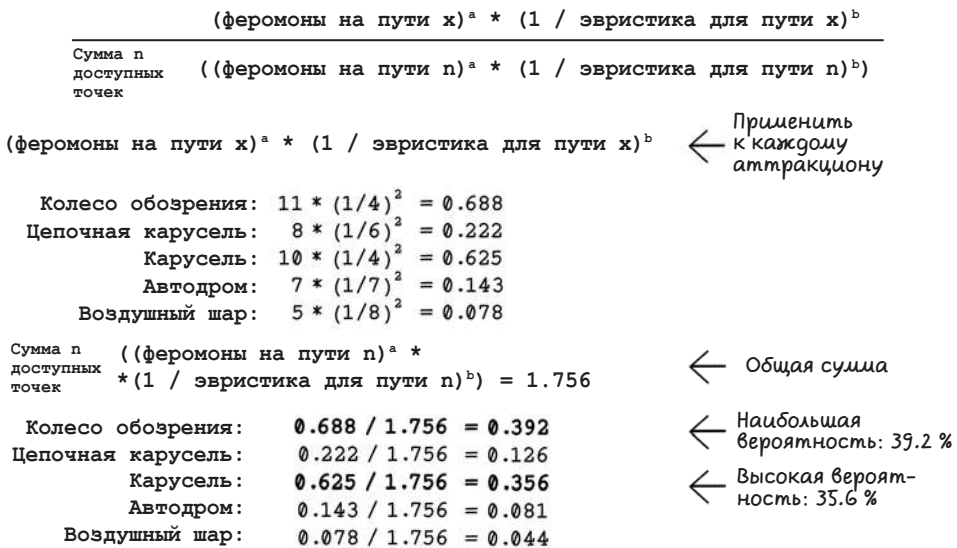 (феромоны на пути x)ᵃ * (1 / эвристика для пути x)ᵇ
Сумма n
доступных
точек
((феромоны на пути n)ᵃ * (1 / эвристика для пути n)ᵇ)
(феромоны на пути x)ᵃ * (1 / эвристика для пути x)ᵇ
Применить
к каждому
аттракциону
Колесо обозрения: 11 * (1/4)² = 0.688
Цепочная карусель: 8 * (1/6)² = 0.222
Карусель: 10 * (1/4)² = 0.625
Автодром: 7 * (1/7)² = 0.143
Воздушный шар: 5 * (1/8)² = 0.078
Сумма n
доступных
точек
((феромоны на пути n)ᵃ *
*(1 / эвристика для пути n)ᵇ) = 1.756
Общая сумма
Колесо обозрения: 0.688 / 1.756 = 0.392
Наибольшая
вероятность: 39.2 %
Цепочная карусель: 0.222 / 1.756 = 0.126
Карусель: 0.625 / 1.756 = 0.356
Высокая вероят-
ность: 35.6 %
Автодром: 0.143 / 1.756 = 0.081
Воздушный шар: 0.078 / 1.756 = 0.044